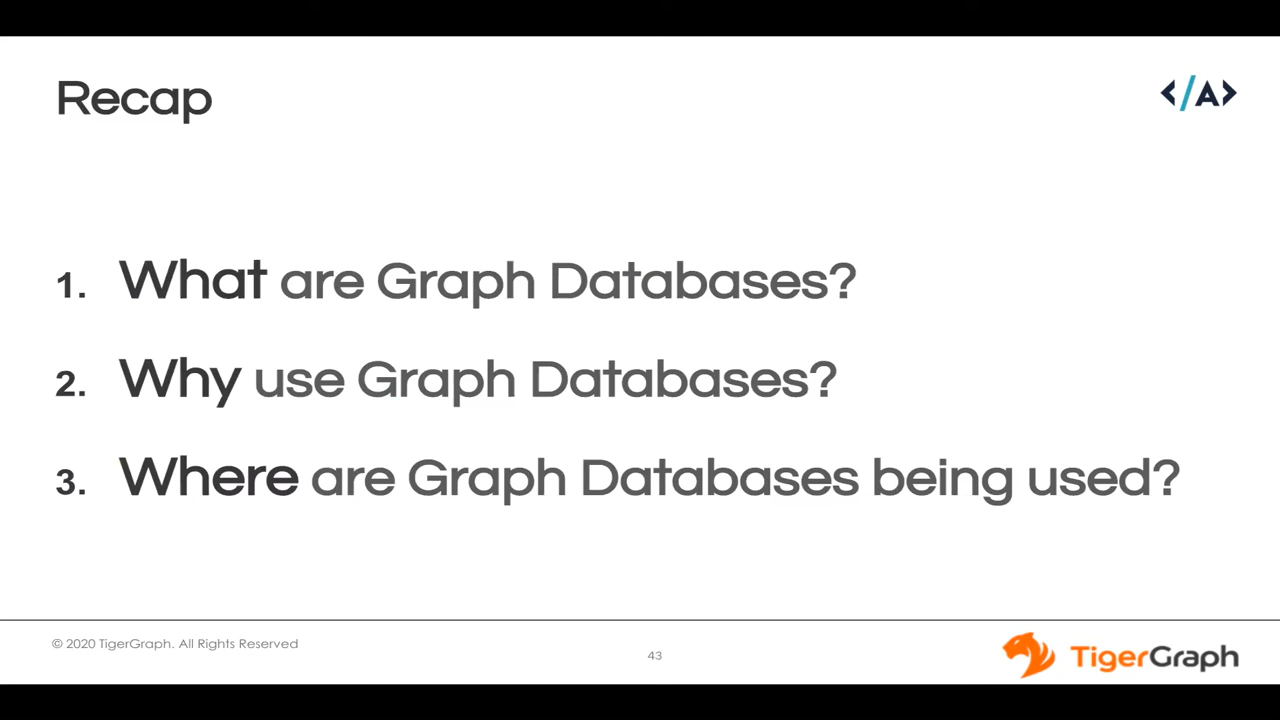 Recap
</A>
1. What are Graph Databases?
2. Why use Graph Databases?
3. Where are Graph Databases being used?
© 2020 TigerGraph. All Rights Reserved
43
TigerGraph